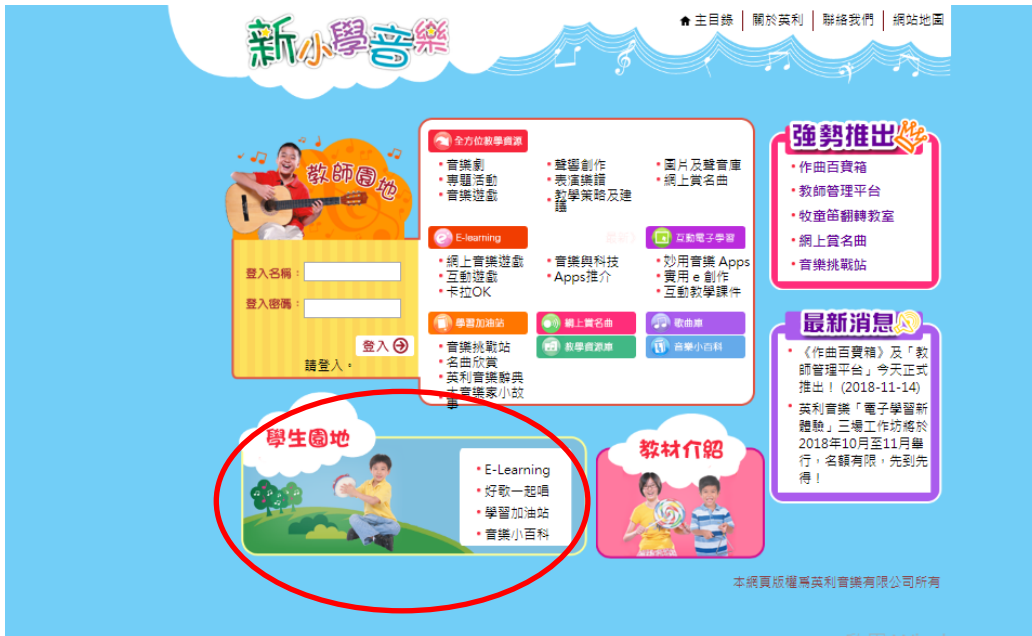 新小學音樂
主目錄 | 關於英利 | 聯絡我們 | 網站地圖
教師園地
登入名稱：
登入密碼：
登入
請登入。
全方位教學資源
•音樂劇
•專題活動
•音樂遊戲
•聲響創作
•表演樂譜
•教學策略及建
議
•圖片及聲音庫
•網上賞名曲
E-learning
•網上音樂遊戲
•互動遊戲
•卡拉OK
•音樂與科技
•Apps推介
互動電子學習
•妙用音樂 Apps
•實用 e 創作
•互動教學課件
學習加油站
•音樂挑戰站
•名曲欣賞
•英利音樂辭典
•大音樂家小故
事
網上賞名曲
歌曲庫
教學資源庫
音樂小百科
強勢推出
•作曲百寶箱
•教師管理平台
•牧童笛翻轉教室
•網上賞名曲
•音樂挑戰站
最新消息
•《作曲百寶箱》及「教
師管理平台」今天正式
推出！ (2018-11-14)
•英利音樂「電子學習新
體驗」三場工作坊將於
2018年10月至11月舉
行，名額有限，先到先
得！
學生園地
•E-Learning
•好歌一起唱
•學習加油站
•音樂小百科
教材介紹
本網頁版權為英利音樂有限公司所有